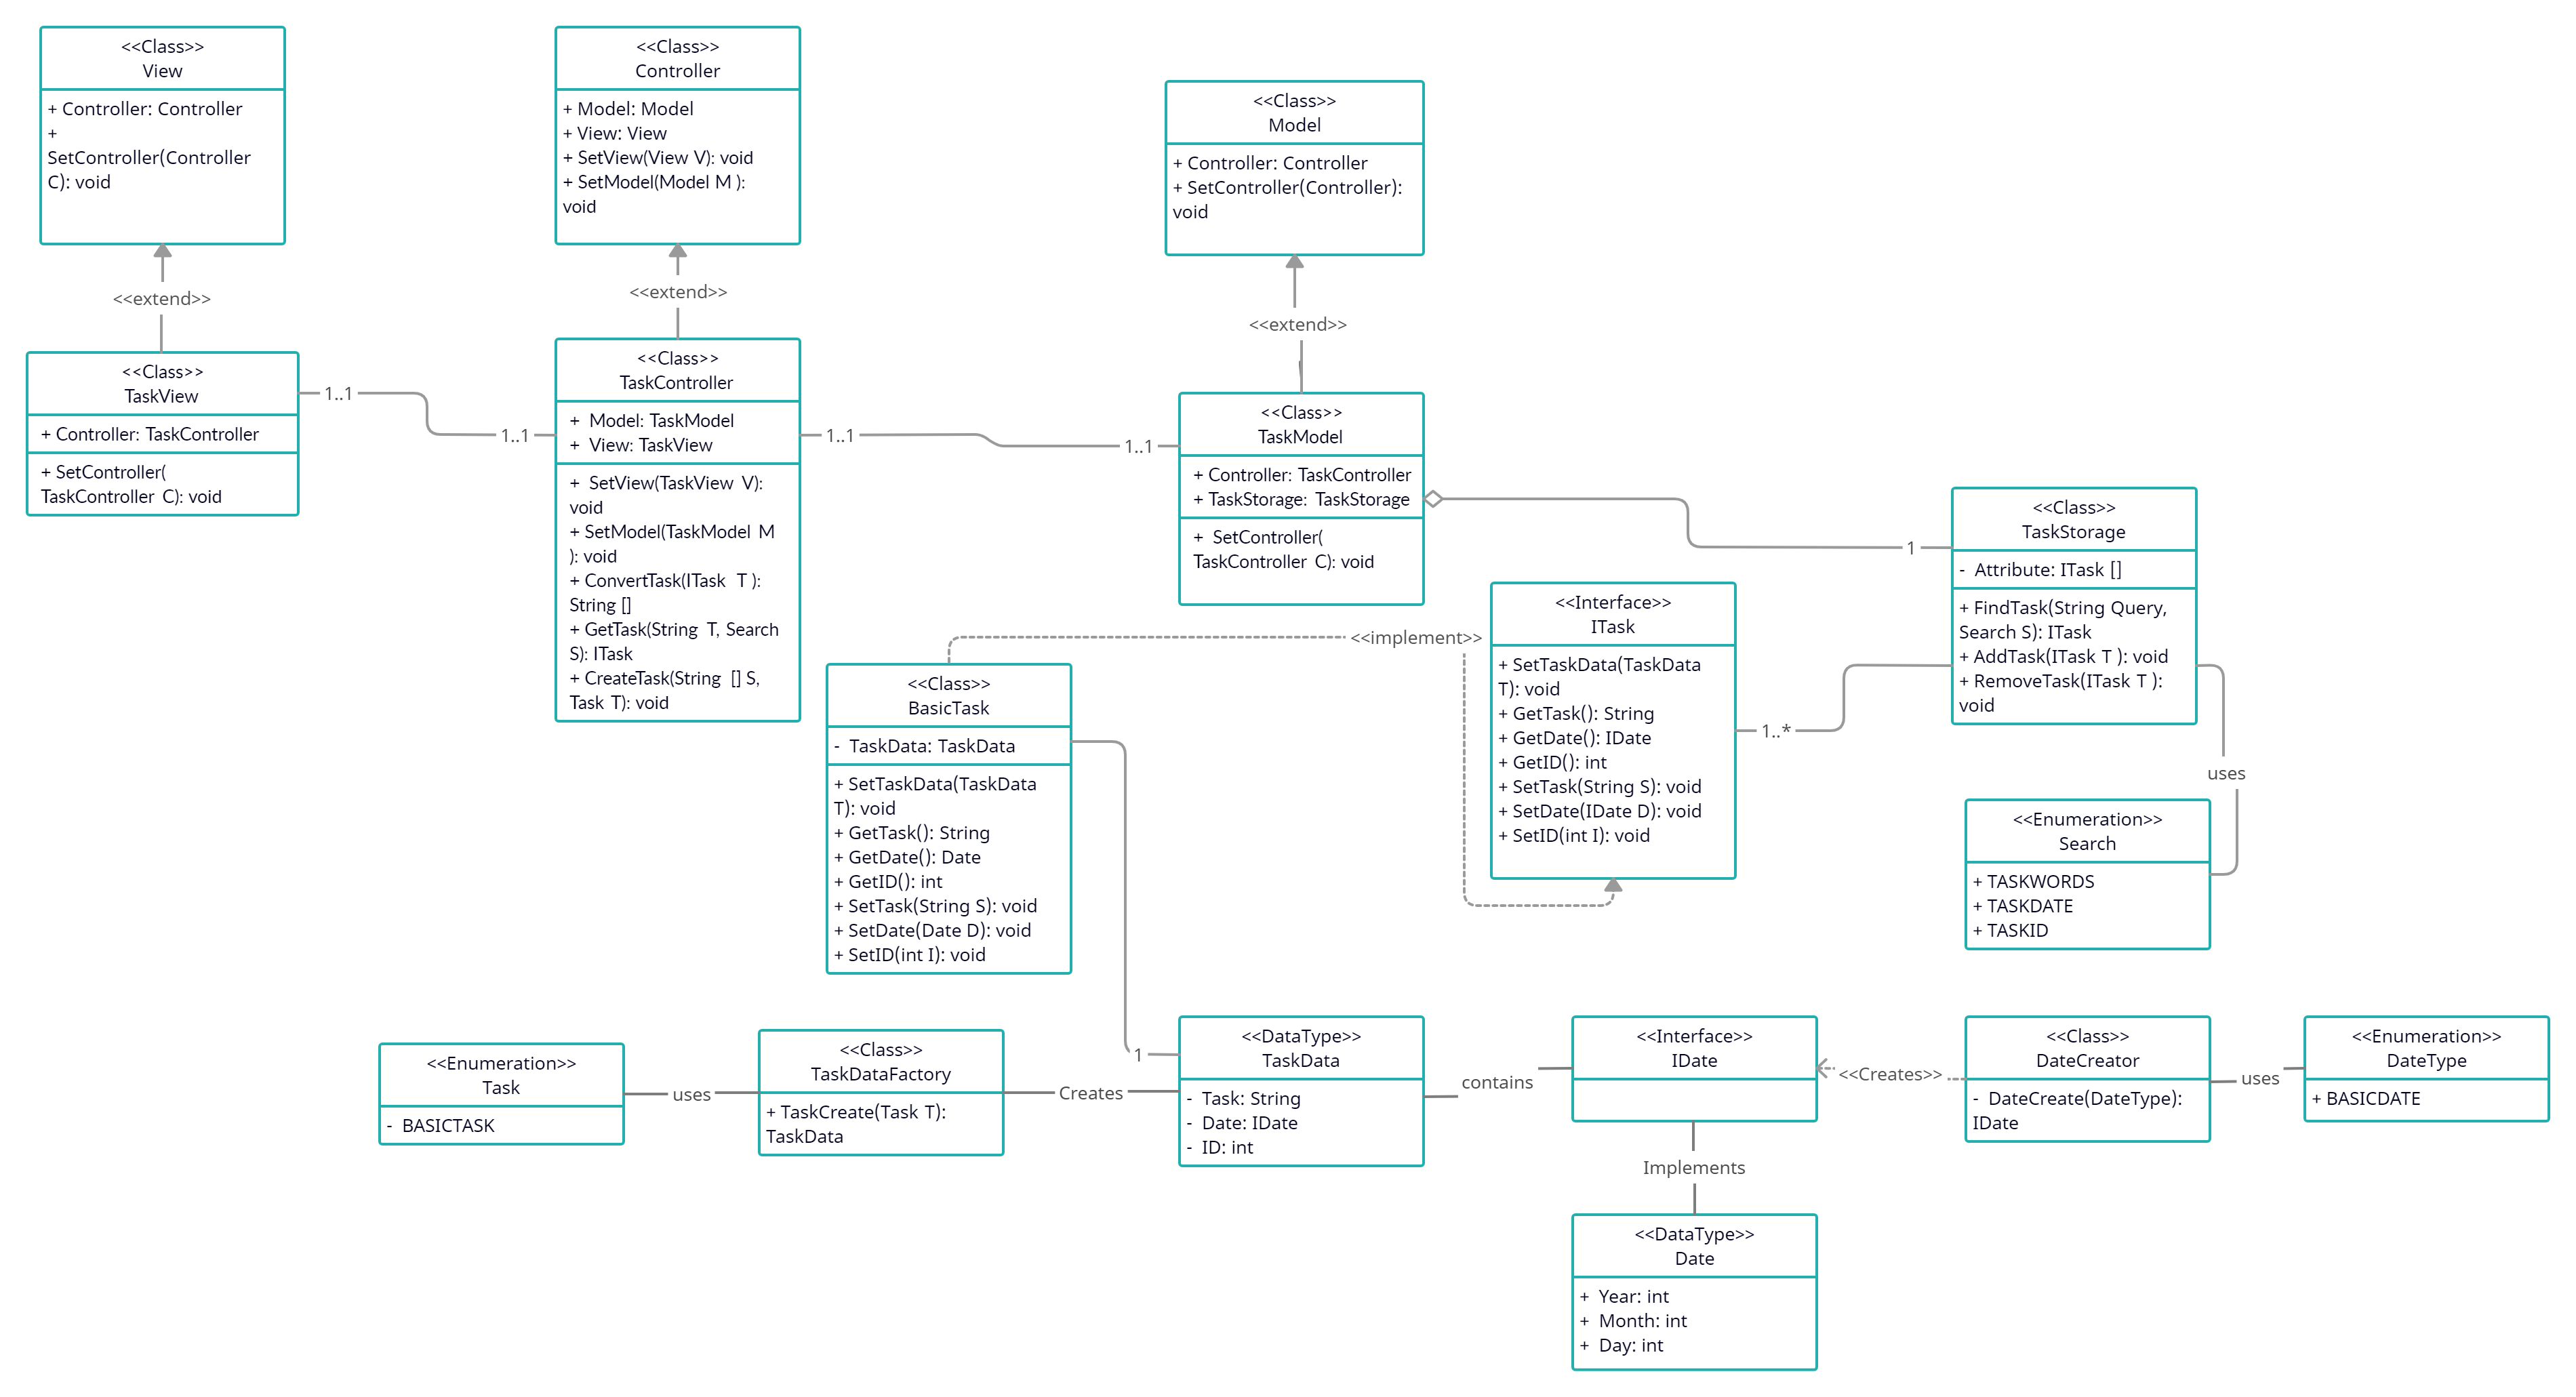 <<Class>>
View
+ Controller: Controller
+
SetController(Controller
C): void
<<Class>>
Controller
+ Model: Model
+ View: View
+ SetView(View V): void
+ SetModel(Model M ):
void
<<Class>>
Model
+ Controller: Controller
+ SetController(Controller):
void
<<extend>>
<<extend>>
<<extend>>
<<Class>>
TaskView
+ Controller: TaskController
+ SetController(
TaskController C): void
1..1
1..1
<<Class>>
TaskController
+ Model: TaskModel
+ View: TaskView
+ SetView(TaskView V):
void
+ SetModel(TaskModel M
): void
+ ConvertTask(ITask T ):
String []
+ GetTask(String T, Search
S): ITask
+ CreateTask(String [] S,
Task T): void
1..1
1..1
<<Class>>
TaskModel
+ Controller: TaskController
+ TaskStorage: TaskStorage
+ SetController(
TaskController C): void
1
<<Class>>
TaskStorage
- Attribute: ITask []
+ FindTask(String Query,
Search S): ITask
+ AddTask(ITask T ): void
+ RemoveTask(ITask T ):
void
<<implement>>
<<Interface>>
ITask
+ SetTaskData(TaskData
T): void
+ GetTask(): String
+ GetDate(): IDate
+ GetID(): int
+ SetTask(String S): void
+ SetDate(IDate D): void
+ SetID(int I): void
1..*
uses
<<Class>>
BasicTask
- TaskData: TaskData
+ SetTaskData(TaskData
T): void
+ GetTask(): String
+ GetDate(): Date
+ GetID(): int
+ SetTask(String S): void
+ SetDate(Date D): void
+ SetID(int I): void
<<Enumeration>>
Search
+ TASKWORDS
+ TASKDATE
+ TASKID
<<Enumeration>>
Task
- BASICTASK
uses
<<Class>>
TaskDataFactory
+ TaskCreate(Task T):
TaskData
Creates
1
<<DataType>>
TaskData
- Task: String
- Date: IDate
- ID: int
contains
<<Interface>>
IDate
<<Creates>>
<<Class>>
DateCreator
- DateCreate(DateType):
IDate
uses
<<Enumeration>>
DateType
+ BASICDATE
Implements
<<DataType>>
Date
+ Year: int
+ Month: int
+ Day: int